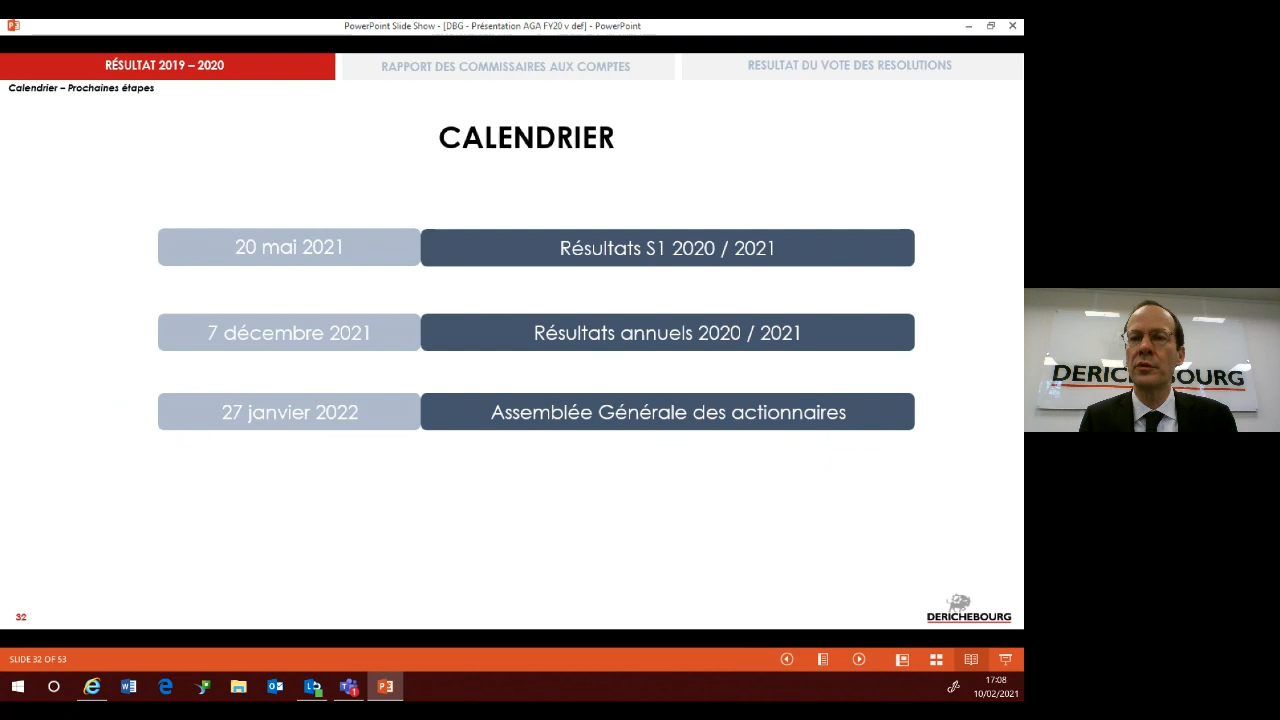 PowerPoint Slide Show - [DBG - Présentation AGA FY20 v def] - PowerPoint
RÉSULTAT 2019 – 2020
RAPPORT DES COMMISSAIRES AUX COMPTES
RESULTAT DU VOTE DES RESOLUTIONS
Calendrier – Prochaines étapes
CALENDRIER
20 mai 2021
Résultats S1 2020 / 2021
7 décembre 2021
Résultats annuels 2020 / 2021
27 janvier 2022
Assemblée Générale des actionnaires
32
DERICHEBOURG
SLIDE 32 OF 53
17:08
10/02/2021